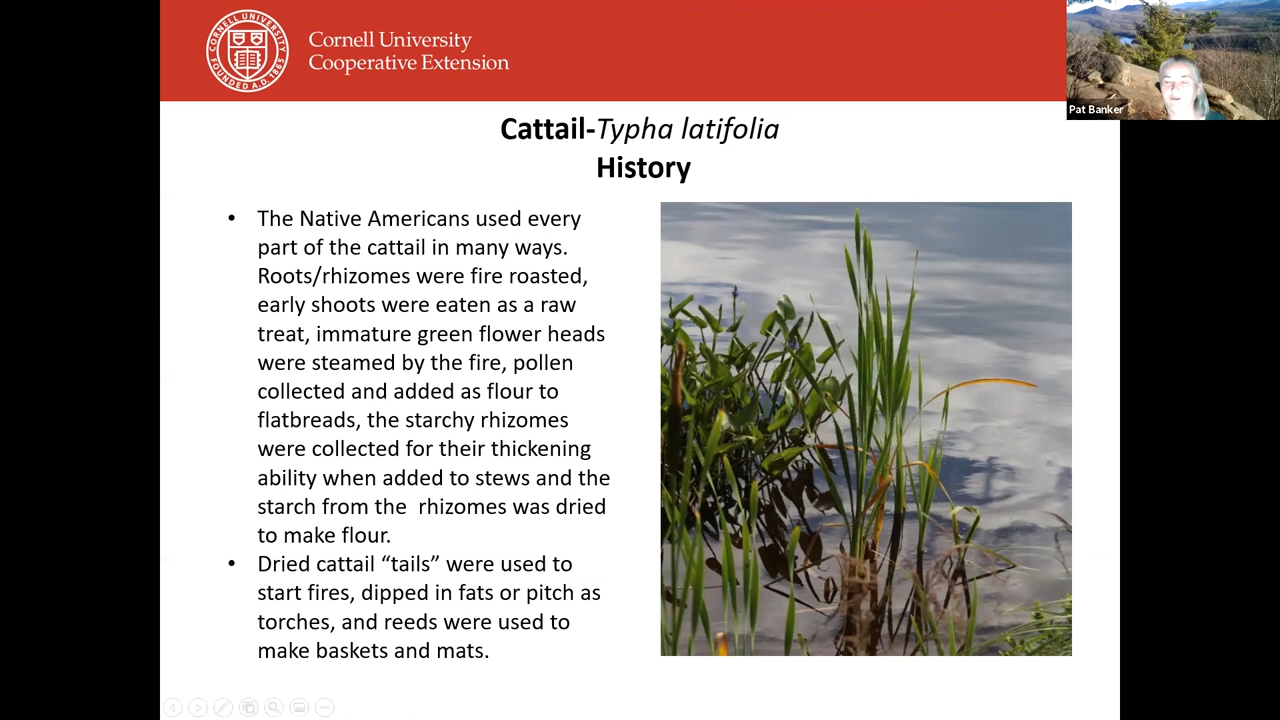 CORNELL UNIVERSITY
FOUNDED A.D. 1865
Cornell University
Cooperative Extension
Pat Banker
Cattail-Typha latifolia
History
• The Native Americans used every
part of the cattail in many ways.
Roots/rhizomes were fire roasted,
early shoots were eaten as a raw
treat, immature green flower heads
were steamed by the fire, pollen
collected and added as flour to
flatbreads, the starchy rhizomes
were collected for their thickening
ability when added to stews and the
starch from the  rhizomes was dried
to make flour.
• Dried cattail “tails” were used to
start fires, dipped in fats or pitch as
torches, and reeds were used to
make baskets and mats.